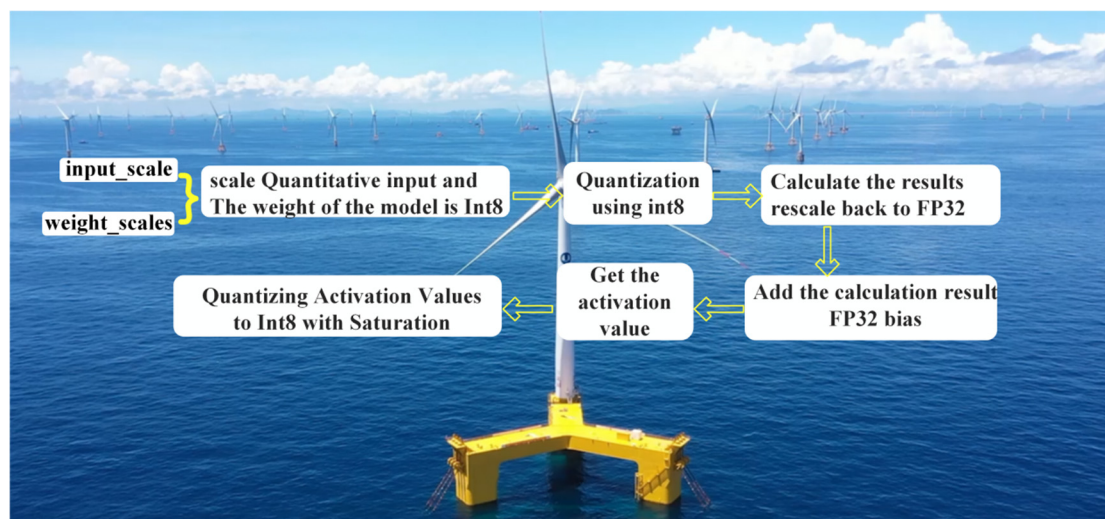 input_scale
weight_scales
scale Quantitative input and
The weight of the model is Int8
Quantization
using int8
Calculate the results
rescale back to FP32
Add the calculation result
FP32 bias
Get the
activation
value
Quantizing Activation Values
to Int8 with Saturation